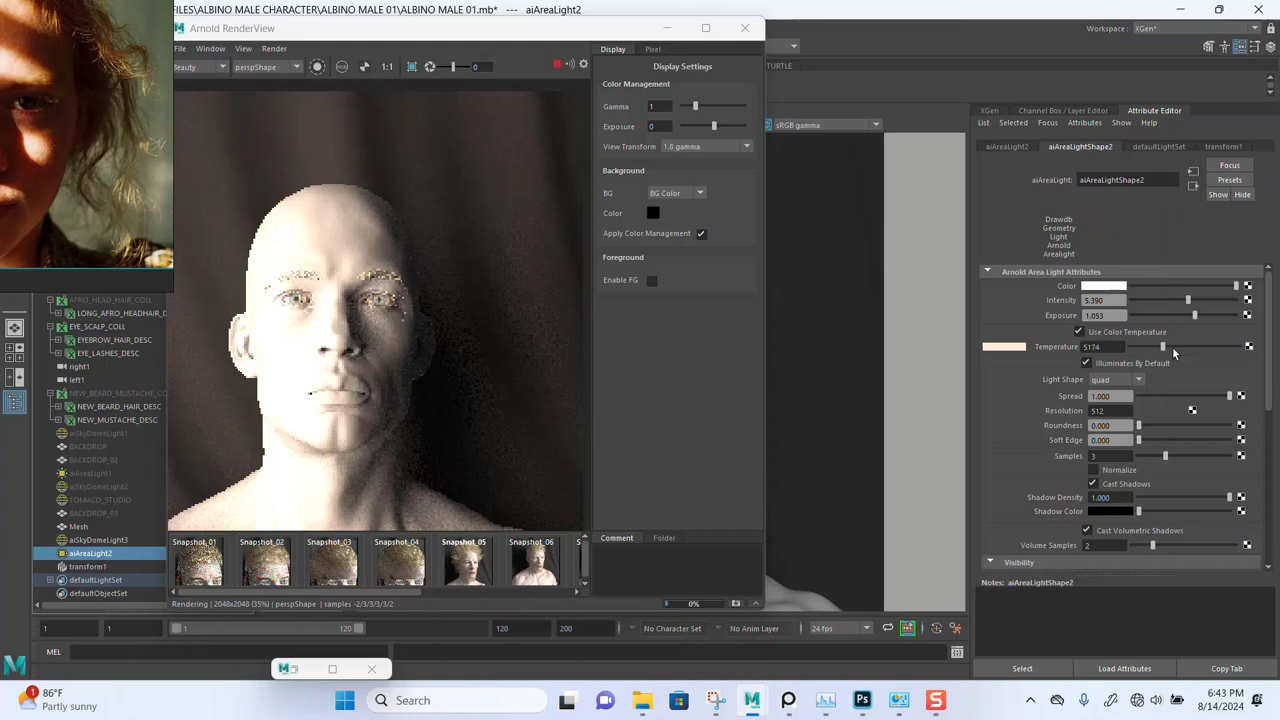 FILES\ALBINO MALE CHARACTER\ALBINO MALE 01\ALBINO MALE 01.mb* --- aiAreaLight2
Arnold RenderView
Workspace : XGen*
File Window View Render
Beauty perspShape 1:1 0
Display Pixel
TURTLE
Display Settings
Color Management
Gamma 1
Exposure 0
View Transform 1.8 gamma
Background
BG BG Color
Color
Apply Color Management
Foreground
Enable FG
sRGB gamma
XGen Channel Box / Layer Editor Attribute Editor
List Selected Focus Attributes Show Help
aiAreaLight2 aiAreaLightShape2 defaultLightSet transform1
Focus
Presets
Show Hide
aiAreaLight: aiAreaLightShape2
Drawdb
Geometry
Light
Arnold
Arealight
Arnold Area Light Attributes
Color
Intensity 5.390
Exposure 1.053
Use Color Temperature
Temperature 5174
Illuminates By Default
Light Shape quad
Spread 1.000
Resolution 512
Roundness 0.000
Soft Edge 0.000
Samples 3
Normalize
Cast Shadows
Shadow Density 1.000
Shadow Color
Cast Volumetric Shadows
Volume Samples 2
Visibility
Notes: aiAreaLightShape2
Select Load Attributes Copy Tab
AFRO_HEAD_HAIR_COLL
LONG_AFRO_HEADHAIR_D
EYE_SCALP_COLL
EYEBROW_HAIR_DESC
EYE_LASHES_DESC
right1
left1
NEW_BEARD_MUSTACHE_CO
NEW_BEARD_HAIR_DESC
NEW_MUSTACHE_DESC
aiSkyDomeLight1
BACKDROP
BACKDROP_02
aiAreaLight1
aiSkyDomeLight2
TOMACO_STUDIO
BACKDROP_03
Mesh
aiSkyDomeLight3
aiAreaLight2
transform1
defaultLightSet
defaultObjectSet
Snapshot_01 Snapshot_02 Snapshot_03 Snapshot_04 Snapshot_05 Snapshot_06 S
Comment Folder
Rendering | 2048x2048 (35%) | perspShape | samples -2/3/3/3/3/2
0%
1 1 1 120 120 200 No Character Set No Anim Layer 24 fps
MEL
86°F
Partly sunny
1
Search
6:43 PM
8/14/2024